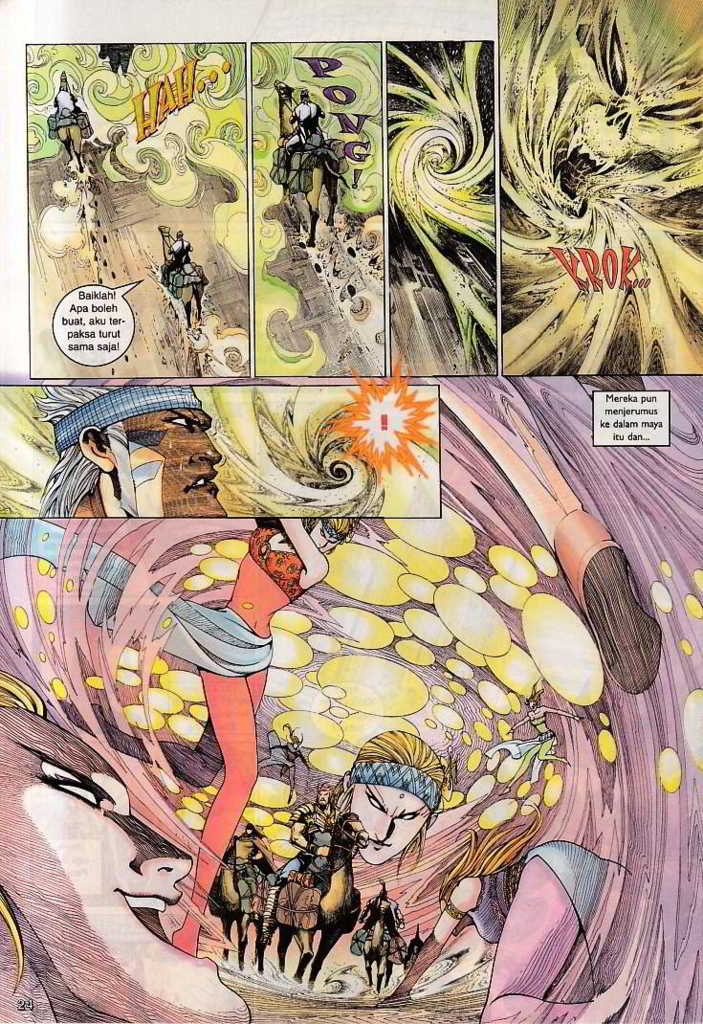 HAH...
Baiklah!
Apa boleh
buat, aku ter-
paksa turut
sama saja!
PONG!
KROK...
!
Mereka pun
menjerumus
ke dalam maya
itu dan...
24